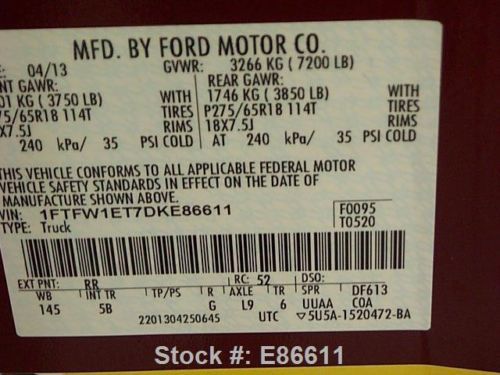 MFD. BY FORD MOTOR CO.
E: 04/13 GVWR: 3266 KG ( 7200 LB)
NT GAWR: REAR GAWR:
01 KG ( 3750 LB) WITH 1746 KG ( 3850 LB) WITH
75/65R18 114T TIRES P275/65R18 114T TIRES
X7.5J RIMS 18X7.5J RIMS
240 kPa/ 35 PSI COLD AT 240 kPa/ 35 PSI COLD
THIS VEHICLE CONFORMS TO ALL APPLICABLE FEDERAL MOTOR
VEHICLE SAFETY STANDARDS IN EFFECT ON THE DATE OF
MANUFACTURE SHOWN ABOVE.
VIN: 1FTFW1ET7DKE86611 F0095
TYPE: Truck T0520
EXT PNT: RR RC: 52 DSO:
WB INT TR TP/PS R AXLE TR SPR DF613
145 5B G L9 6 UUAA COA
2201304250645 UTC ▽5U5A-1520472-BA
Stock #: E86611